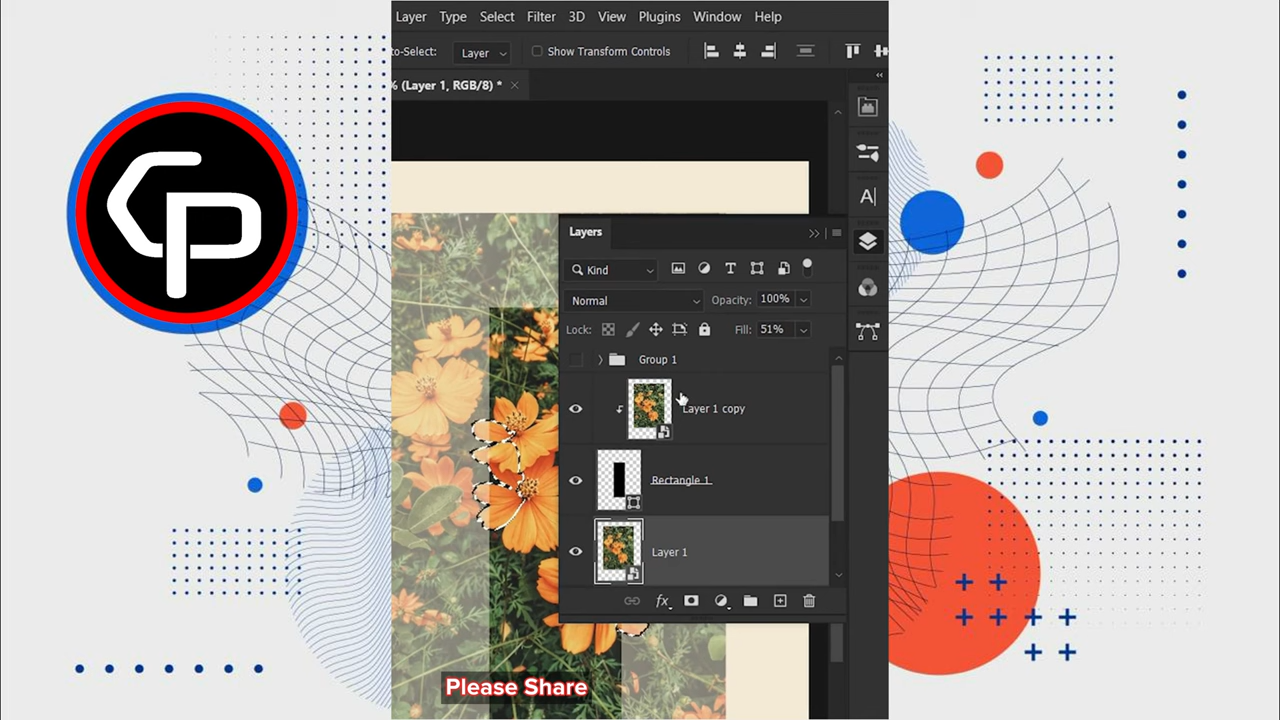 Layer Type Select Filter 3D View Plugins Window Help
to-Select: Layer Show Transform Controls
% (Layer 1, RGB/8) *
CP
A|
Layers
Kind
T
Normal Opacity: 100%
Lock: Fill: 51%
Group 1
Layer 1 copy
Rectangle 1
Layer 1
fx
Please Share